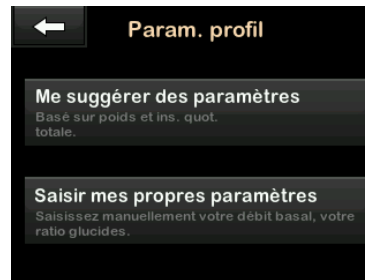 Param. profil
Me suggérer des paramètres
Basé sur poids et ins. quot.
totale.
Saisir mes propres paramètres
Saisissez manuellement votre débit basal, votre
ratio glucides.